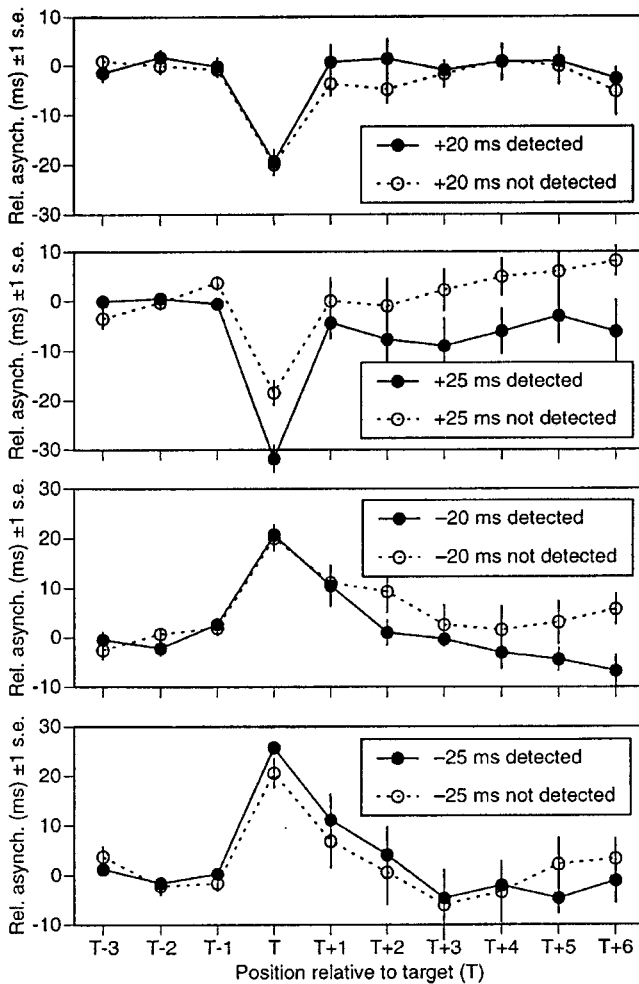 Rel. asynch. (ms) ±1 s.e.
10
0
-10
-20
-30
+20 ms detected
+20 ms not detected
Rel. asynch. (ms) ±1 s.e.
10
0
-10
-20
-30
+25 ms detected
+25 ms not detected
Rel. asynch. (ms) ±1 s.e.
30
20
10
0
-10
−20 ms detected
−20 ms not detected
Rel. asynch. (ms) ±1 s.e.
30
20
10
0
-10
−25 ms detected
−25 ms not detected
T-3 T-2 T-1 T T+1 T+2 T+3 T+4 T+5 T+6
Position relative to target (T)